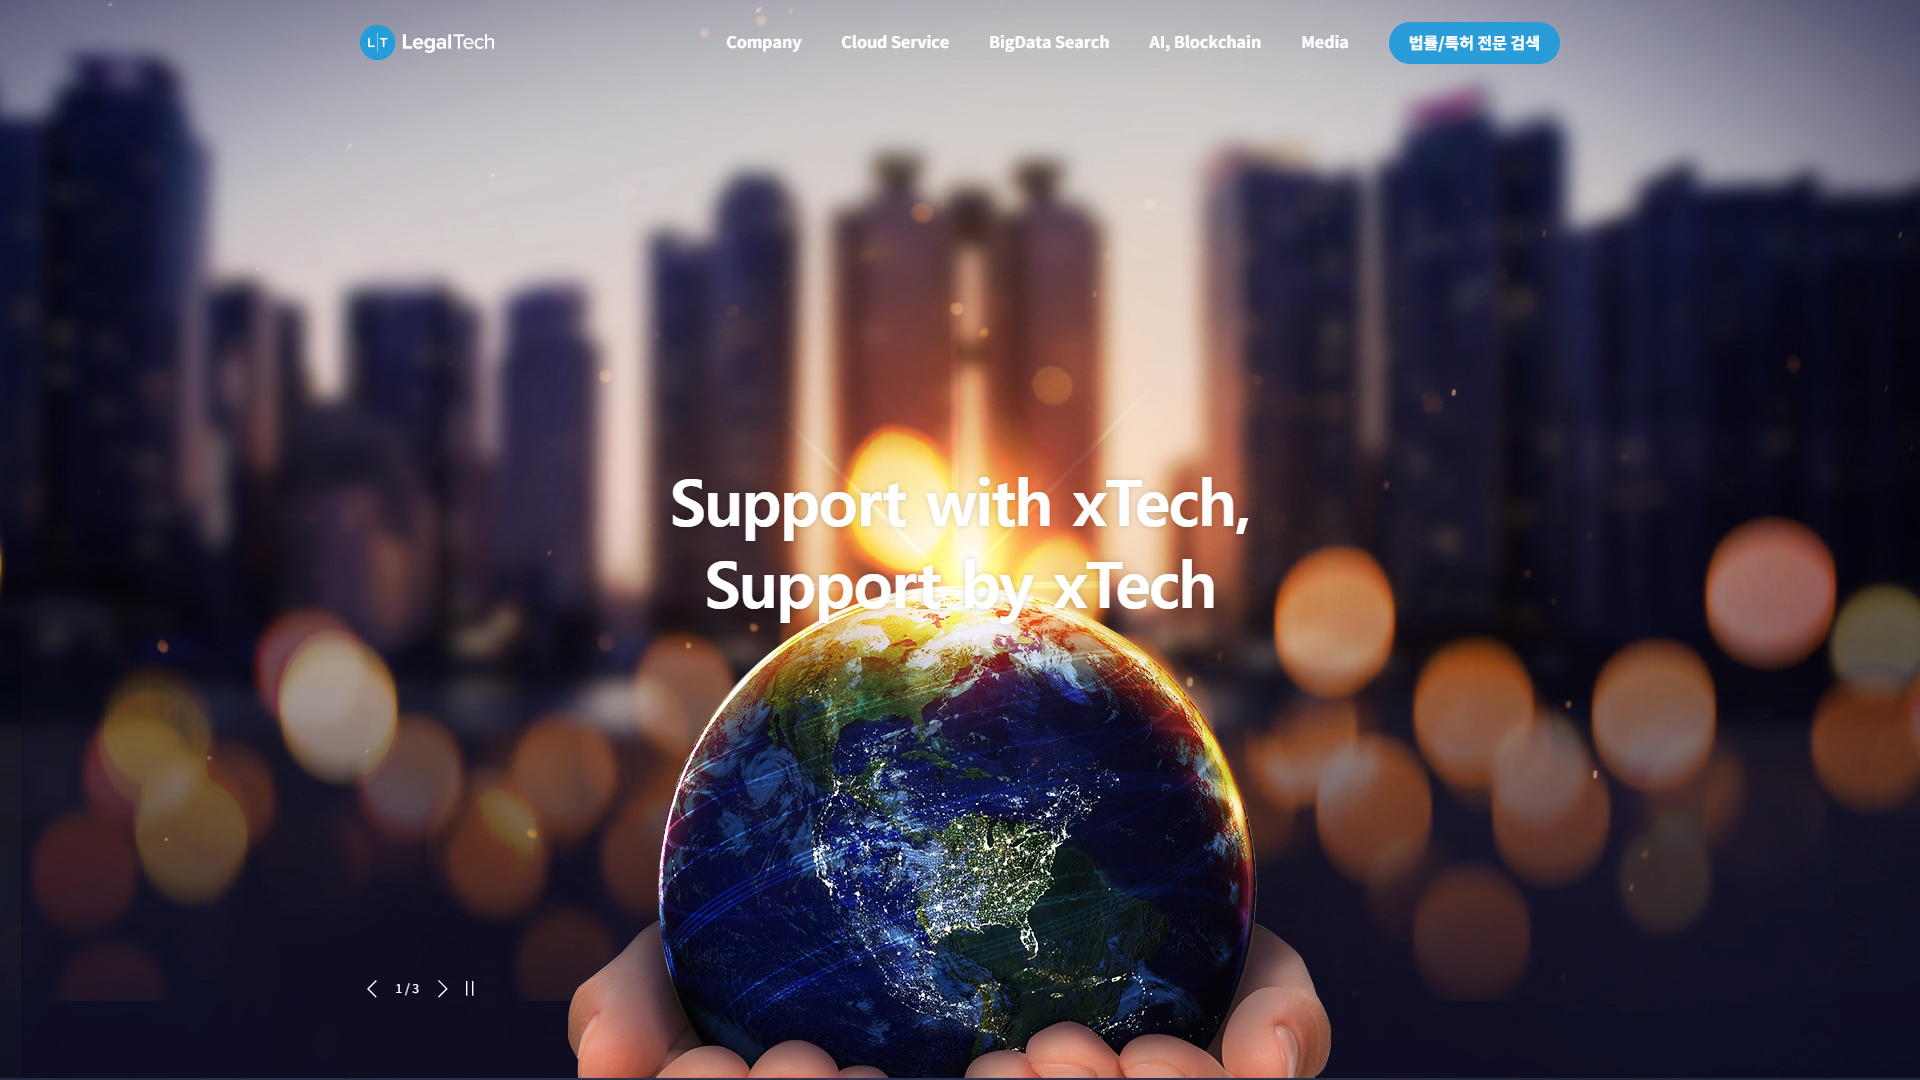 L T LegalTech
Company Cloud Service BigData Search AI, Blockchain Media 법률/특허 전문 검색
Support with xTech,
Support by xTech
1 / 3